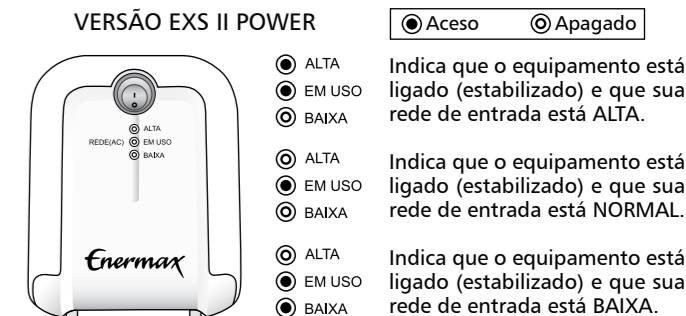 VERSÃO EXS II POWER
Aceso Apagado
ALTA
EM USO
BAIXA
Indica que o equipamento está
ligado (estabilizado) e que sua
rede de entrada está ALTA.
ALTA
EM USO
BAIXA
Indica que o equipamento está
ligado (estabilizado) e que sua
rede de entrada está NORMAL.
ALTA
EM USO
BAIXA
Indica que o equipamento está
ligado (estabilizado) e que sua
rede de entrada está BAIXA.
ALTA
REDE(AC) EM USO
BAIXA
Enermax